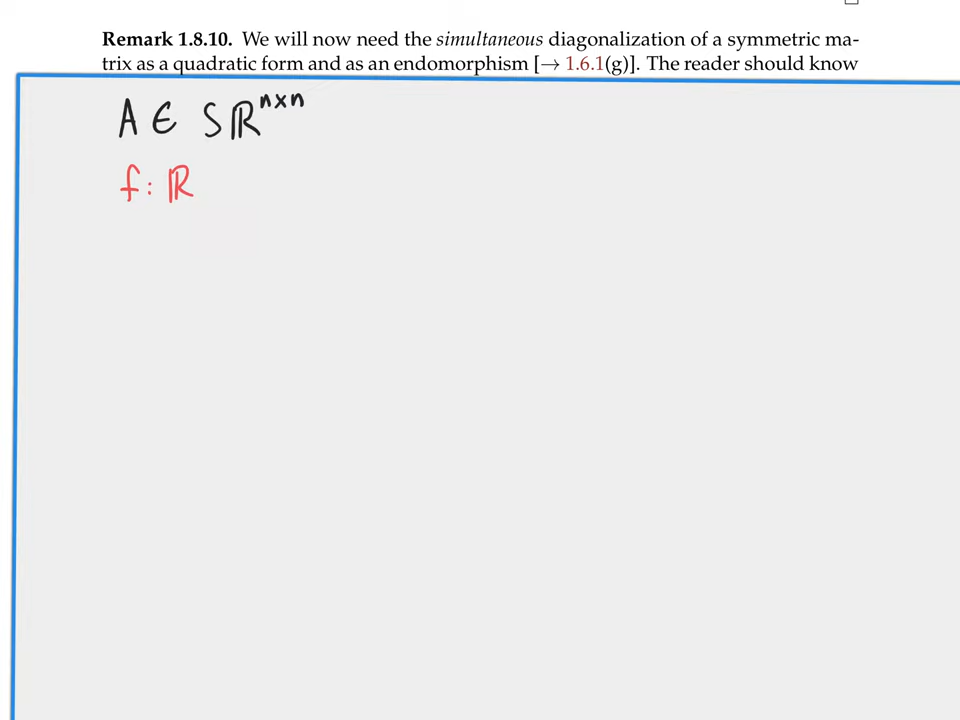 Remark 1.8.10. We will now need the simultaneous diagonalization of a symmetric ma-
trix as a quadratic form and as an endomorphism [→ 1.6.1(g)]. The reader should know
A ∈ Sℝⁿˣⁿ
f: ℝ